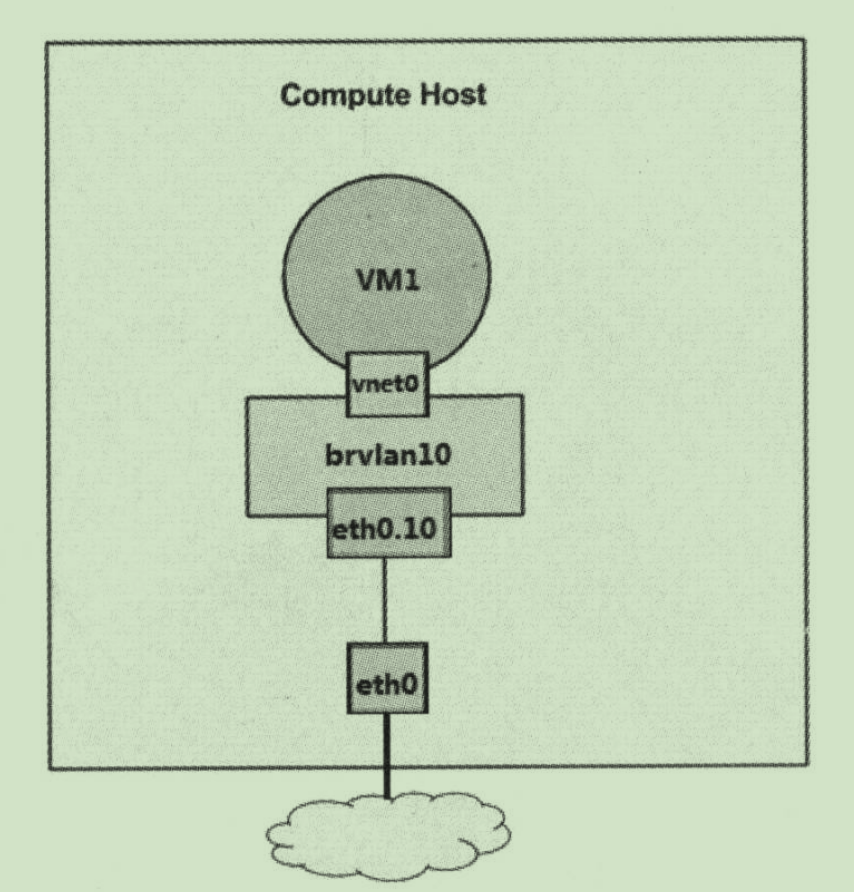 Compute Host
VM1
vnet0
brvlan10
eth0.10
eth0